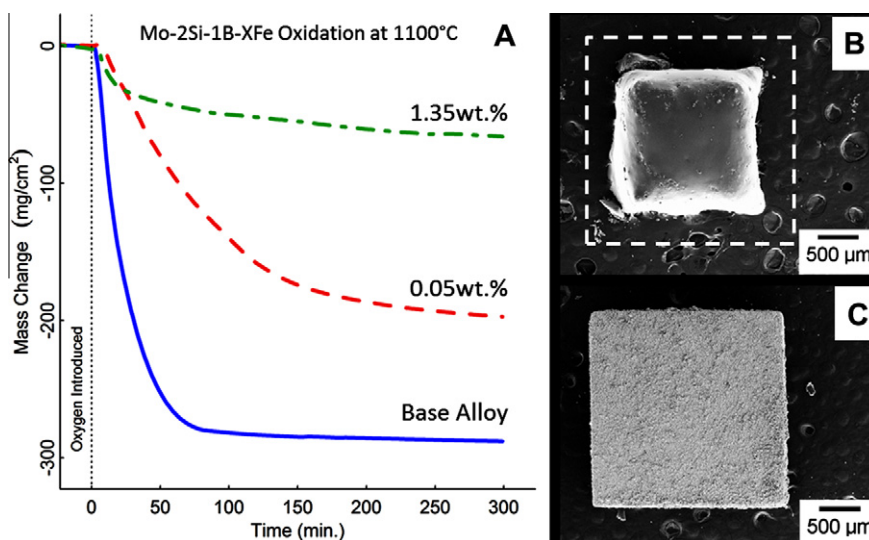 Mo-2Si-1B-XFe Oxidation at 1100°C
A
0
-100
-200
-300
Mass Change (mg/cm²)
Oxygen Introduced
1.35wt.%
0.05wt.%
Base Alloy
0 50 100 150 200 250 300
Time (min.)
B
500 µm
C
500 µm